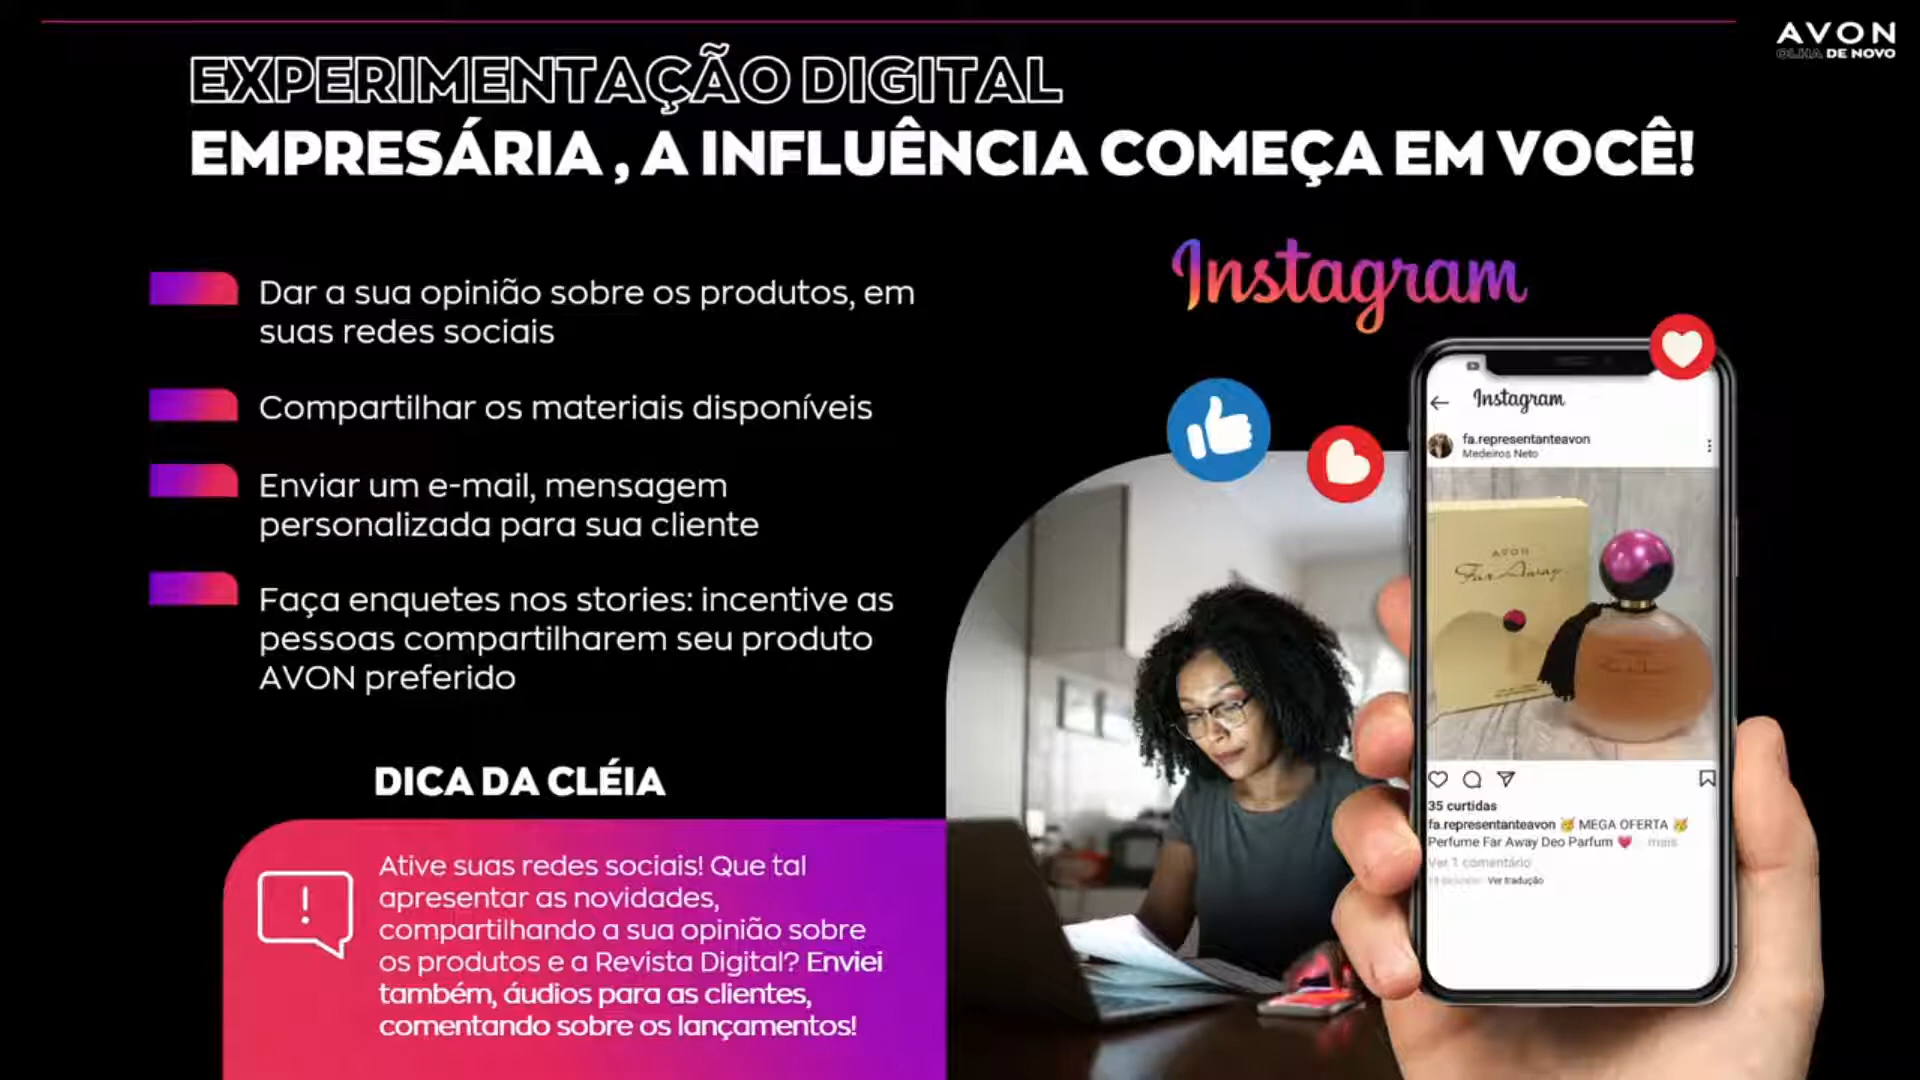 AVON
OLHA DE NOVO
EXPERIMENTAÇÃO DIGITAL
EMPRESÁRIA , A INFLUÊNCIA COMEÇA EM VOCÊ!
Dar a sua opinião sobre os produtos, em
suas redes sociais
Compartilhar os materiais disponíveis
Enviar um e-mail, mensagem
personalizada para sua cliente
Faça enquetes nos stories: incentive as
pessoas compartilharem seu produto
AVON preferido
DICA DA CLÉIA
Ative suas redes sociais! Que tal
apresentar as novidades,
compartilhando a sua opinião sobre
os produtos e a Revista Digital? Enviei
também, áudios para as clientes,
comentando sobre os lançamentos!
Instagram
Instagram
fa.representanteavon
Medeiros Neto
AVON
Far Away
35 curtidas
fa.representanteavon 🥳 MEGA OFERTA 🥳
Perfume Far Away Deo Parfum 💗 ... mais
Ver 1 comentário
Ver tradução